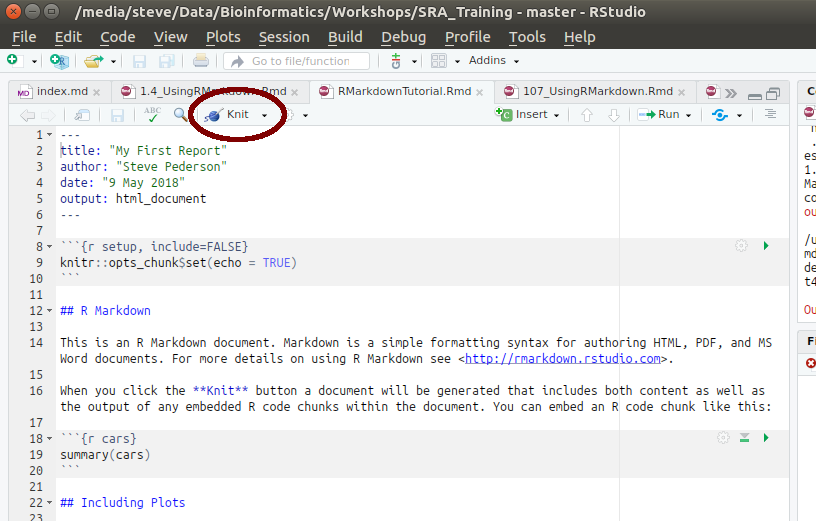 /media/steve/Data/Bioinformatics/Workshops/SRA_Training - master - RStudio
File Edit Code View Plots Session Build Debug Profile Tools Help
Go to file/function Addins
index.md 1.4_UsingRMarkdown.Rmd RMarkdownTutorial.Rmd 107_UsingRMarkdown.Rmd
ABC Knit Insert Run
1 ---
2 title: "My First Report"
3 author: "Steve Pederson"
4 date: "9 May 2018"
5 output: html_document
6 ---
7
8 ```{r setup, include=FALSE}
9 knitr::opts_chunk$set(echo = TRUE)
10 ```
11
12 ## R Markdown
13
14 This is an R Markdown document. Markdown is a simple formatting syntax for authoring HTML, PDF, and MS
Word documents. For more details on using R Markdown see <http://rmarkdown.rstudio.com>.
15
16 When you click the **Knit** button a document will be generated that includes both content as well as
the output of any embedded R code chunks within the document. You can embed an R code chunk like this:
17
18 ```{r cars}
19 summary(cars)
20 ```
21
22 ## Including Plots
23
Co
.
es
1.
Ma
co
ou
/u
md
de
t4
Ou
Fi